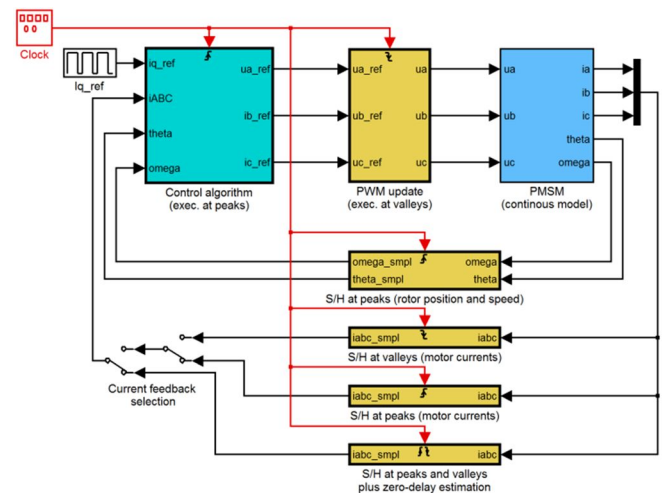 Clock
Iq_ref
iq_ref
iABC
theta
omega
ua_ref
ib_ref
ic_ref
Control algorithm
(exec. at peaks)
ua_ref
ub_ref
uc_ref
ua
ub
uc
PWM update
(exec. at valleys)
ua
ub
uc
ia
ib
ic
theta
omega
PMSM
(continous model)
omega_smpl
theta_smpl
omega
theta
S/H at peaks (rotor position and speed)
iabc_smpl
iabc
S/H at valleys (motor currents)
iabc_smpl
iabc
S/H at peaks (motor currents)
Current feedback
selection
iabc_smpl
iabc
S/H at peaks and valleys
plus zero-delay estimation